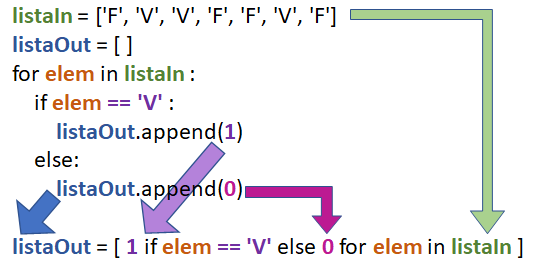 listaIn = ['F', 'V', 'V', 'F', 'F', 'V', 'F']
listaOut = [ ]
for elem in listaIn :
if elem == 'V' :
listaOut.append(1)
else:
listaOut.append(0)
listaOut = [ 1 if elem == 'V' else 0 for elem in listaIn ]